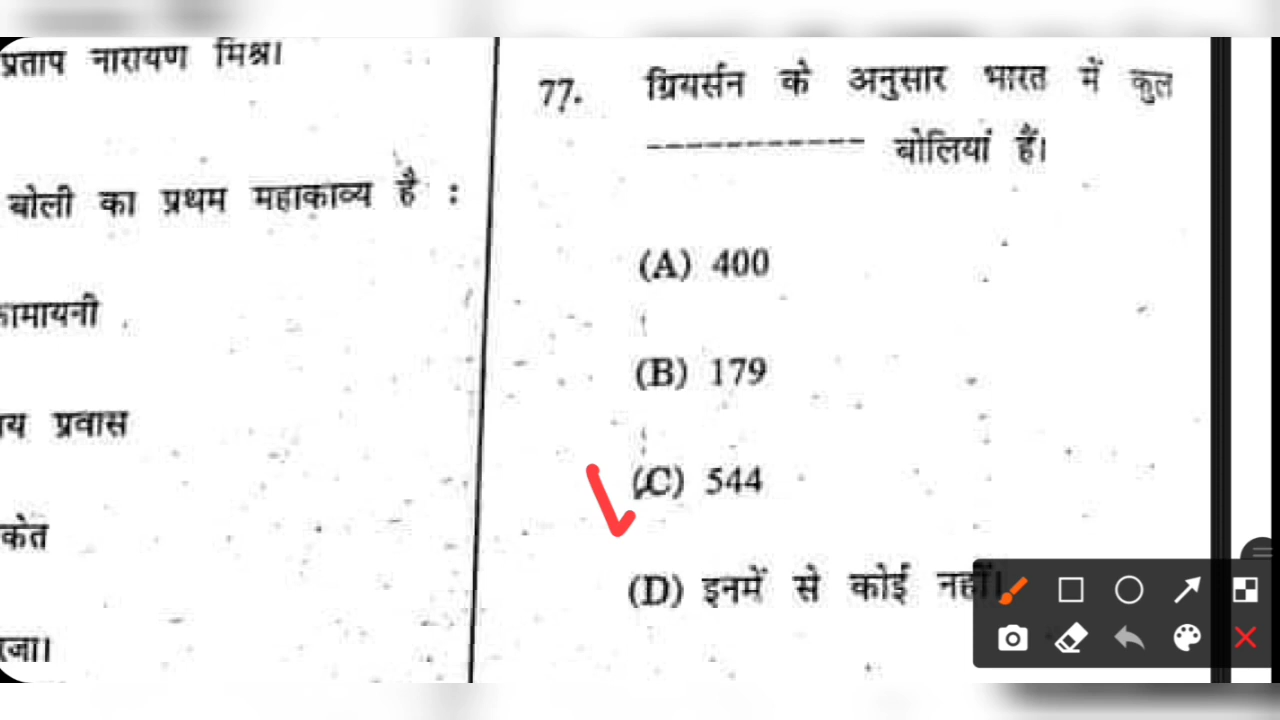 प्रताप नारायण मिश्र।
बोली का प्रथम महाकाव्य है :
कामायनी
प्रवास
जा।
77. ग्रियर्सन के अनुसार भारत में कुल
----------- बोलियां हैं।
(A) 400
(B) 179
(C) 544
(D) इनमें से कोई नहीं।